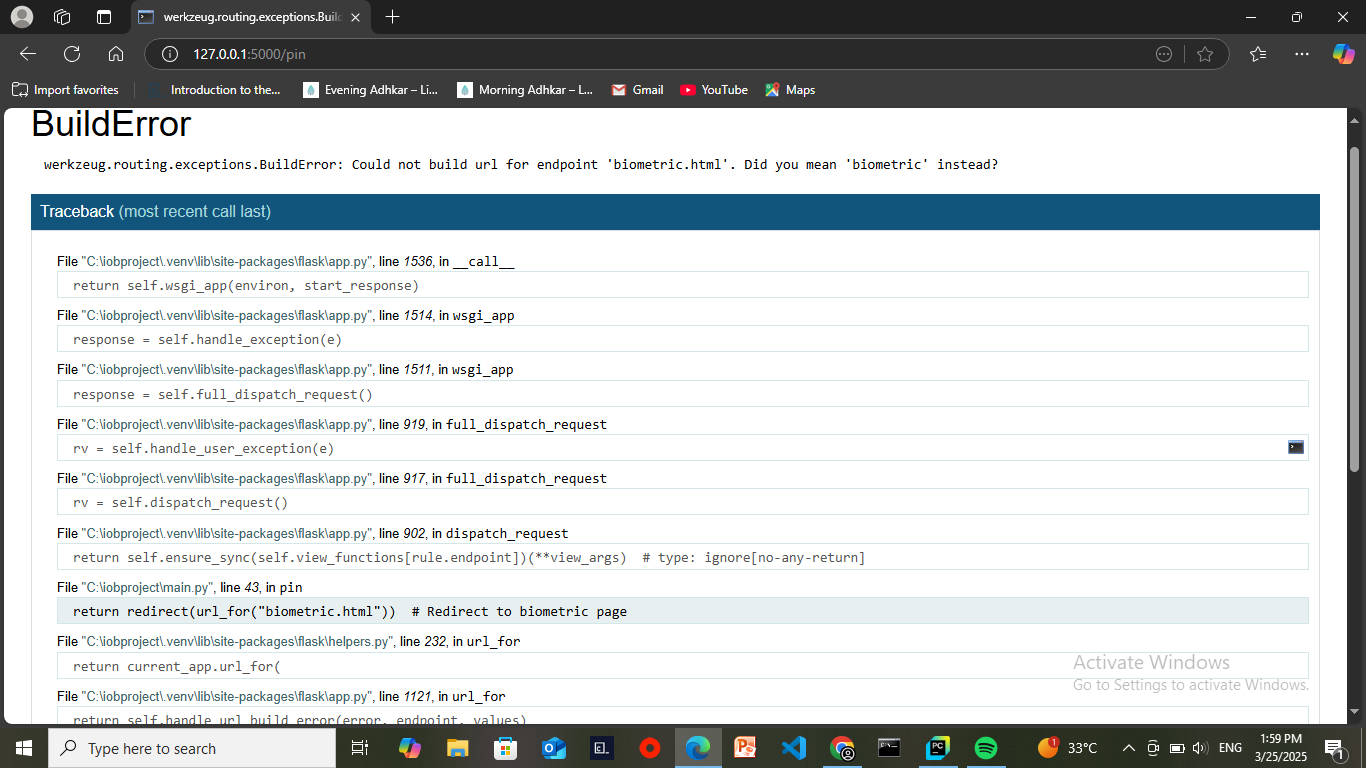 werkzeug.routing.exceptions.Buil
127.0.0.1:5000/pin
Import favorites
Introduction to the...
Evening Adhkar – Li...
Morning Adhkar – L...
Gmail
YouTube
Maps
BuildError
werkzeug.routing.exceptions.BuildError: Could not build url for endpoint 'biometric.html'. Did you mean 'biometric' instead?
Traceback (most recent call last)
File "C:\iobproject\.venv\lib\site-packages\flask\app.py", line 1536, in __call__
return self.wsgi_app(environ, start_response)
File "C:\iobproject\.venv\lib\site-packages\flask\app.py", line 1514, in wsgi_app
response = self.handle_exception(e)
File "C:\iobproject\.venv\lib\site-packages\flask\app.py", line 1511, in wsgi_app
response = self.full_dispatch_request()
File "C:\iobproject\.venv\lib\site-packages\flask\app.py", line 919, in full_dispatch_request
rv = self.handle_user_exception(e)
File "C:\iobproject\.venv\lib\site-packages\flask\app.py", line 917, in full_dispatch_request
rv = self.dispatch_request()
File "C:\iobproject\.venv\lib\site-packages\flask\app.py", line 902, in dispatch_request
return self.ensure_sync(self.view_functions[rule.endpoint])(**view_args)  # type: ignore[no-any-return]
File "C:\iobproject\main.py", line 43, in pin
return redirect(url_for("biometric.html"))  # Redirect to biometric page
File "C:\iobproject\.venv\lib\site-packages\flask\helpers.py", line 232, in url_for
return current_app.url_for(
File "C:\iobproject\.venv\lib\site-packages\flask\app.py", line 1121, in url_for
return self.handle_url_build_error(error, endpoint, values)
Activate Windows
Go to Settings to activate Windows.
Type here to search
33°C
ENG
1:59 PM
3/25/2025